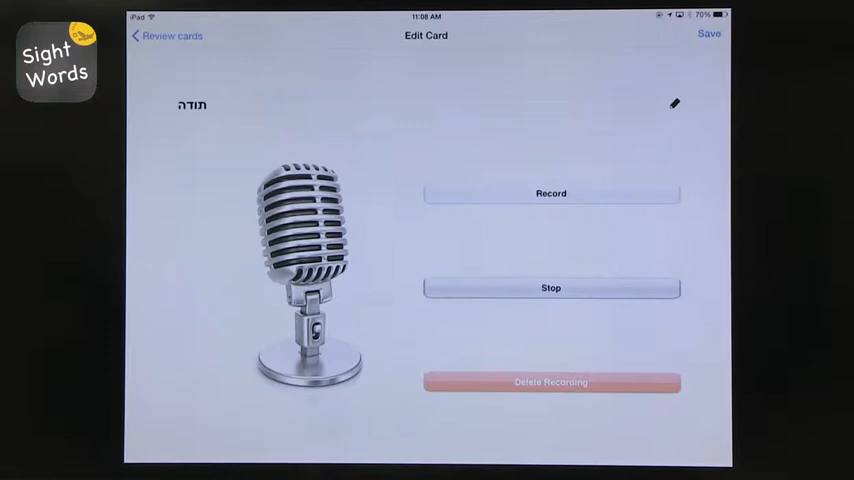 Sight
Words
iPad
11:08 AM
70%
Review cards
Edit Card
Save
תודה
Record
Stop
Delete Recording